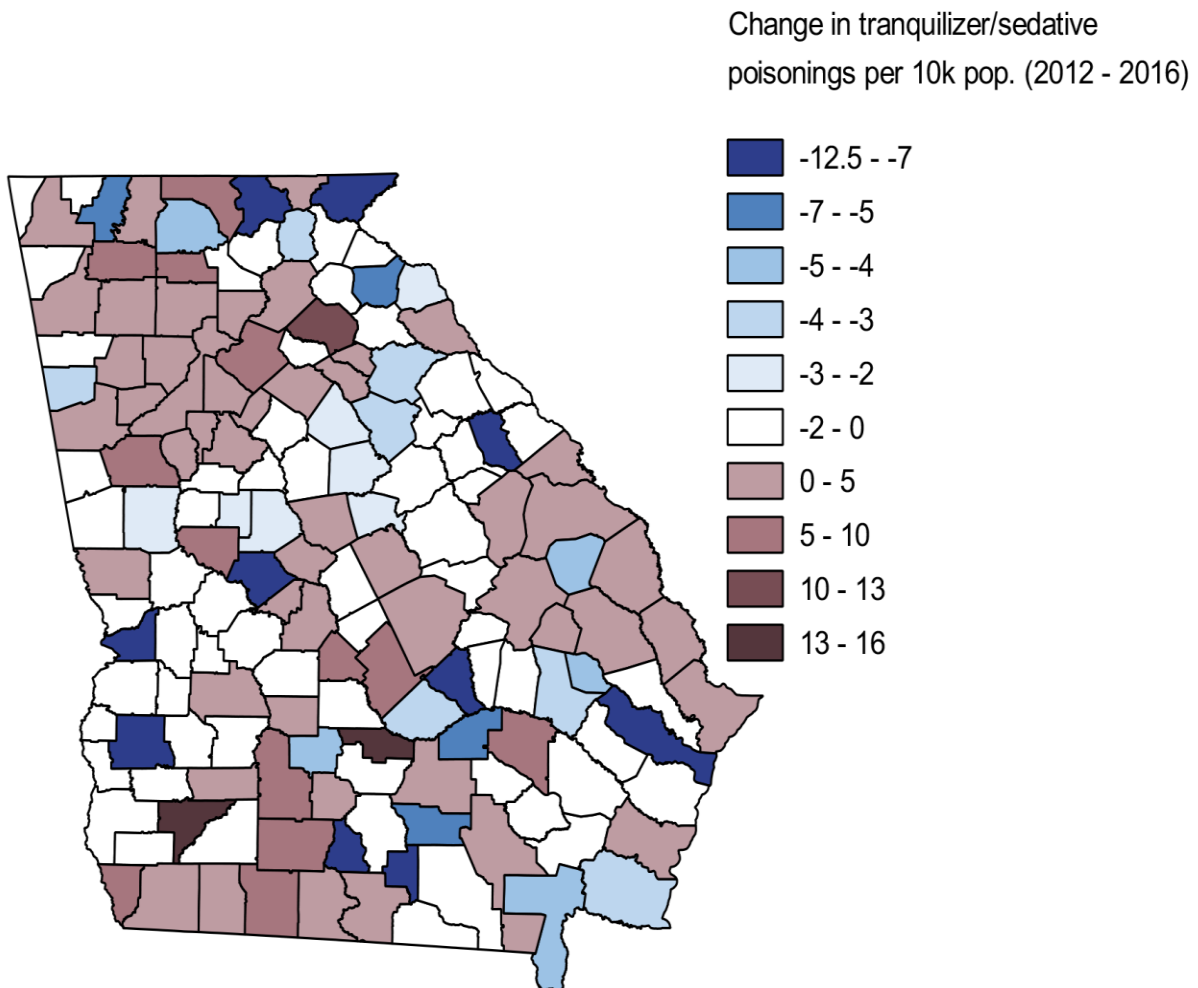 Change in tranquilizer/sedative
poisonings per 10k pop. (2012 - 2016)
-12.5 - -7
-7 - -5
-5 - -4
-4 - -3
-3 - -2
-2 - 0
0 - 5
5 - 10
10 - 13
13 - 16